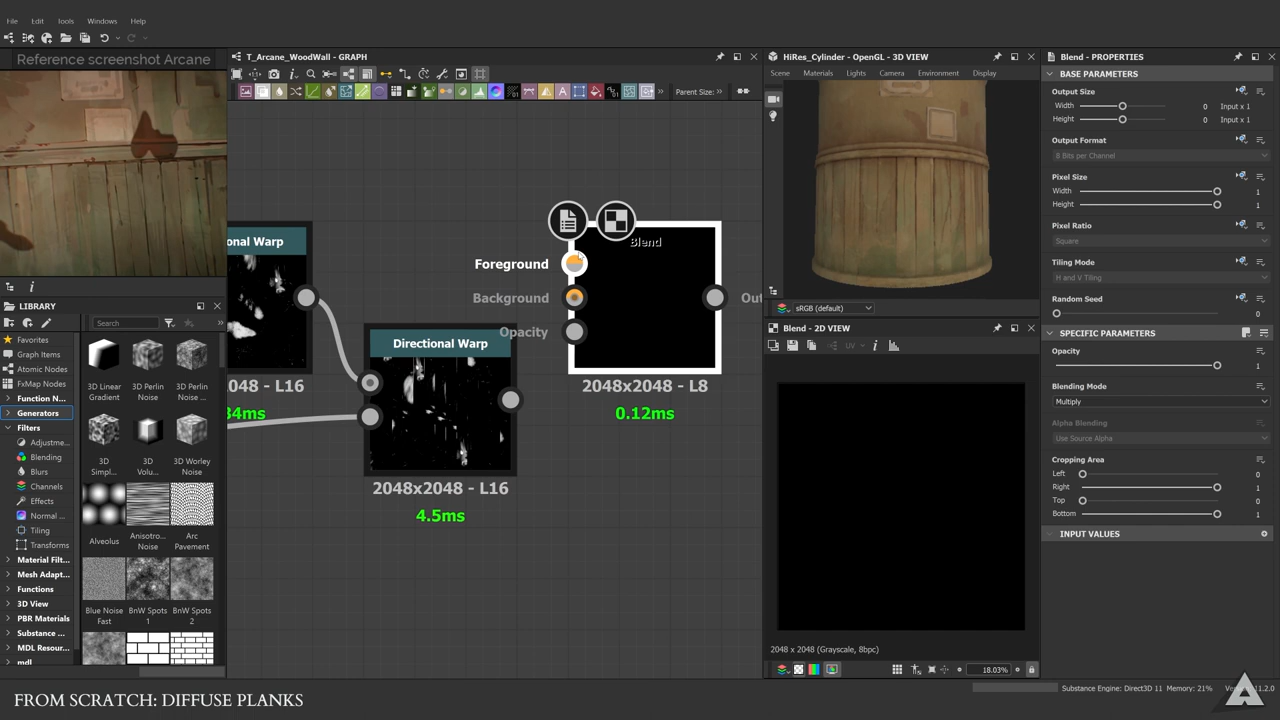 File Edit Tools Windows Help
Reference screenshot Arcane
T_Arcane_WoodWall - GRAPH
Parent Size:
HiRes_Cylinder - OpenGL - 3D VIEW
Scene Materials Lights Camera Environment Display
Blend - PROPERTIES
BASE PARAMETERS
Output Size
Width 0 Input x 1
Height 0 Input x 1
Output Format
8 Bits per Channel
Pixel Size
Width 1
Height 1
Pixel Ratio
Square
Tiling Mode
H and V Tiling
Random Seed
0
SPECIFIC PARAMETERS
Opacity
1
Blending Mode
Multiply
Alpha Blending
Use Source Alpha
Cropping Area
Left 0
Right 1
Top 0
Bottom 1
INPUT VALUES
onal Warp
048 - L16
34ms
Directional Warp
2048x2048 - L16
4.5ms
Foreground
Background
Opacity
Blend
Out
2048x2048 - L8
0.12ms
sRGB (default)
Blend - 2D VIEW
UV
2048 x 2048 (Grayscale, 8bpc)
18.03%
LIBRARY
Search
Favorites
Graph Items
Atomic Nodes
FxMap Nodes
Function N...
Generators
Filters
Adjustme...
Blending
Blurs
Channels
Effects
Normal ...
Tiling
Transforms
Material Filt...
Mesh Adapt...
Functions
3D View
PBR Materials
Substance ...
MDL Resour...
mdl
3D Linear Gradient
3D Perlin Noise
3D Perlin Noise ...
3D Simpl...
3D Volu...
3D Worley Noise
Alveolus
Anisotro... Noise
Arc Pavement
Blue Noise Fast
BnW Spots 1
BnW Spots 2
Substance Engine: Direct3D 11 Memory: 21%
11.2.0
FROM SCRATCH: DIFFUSE PLANKS